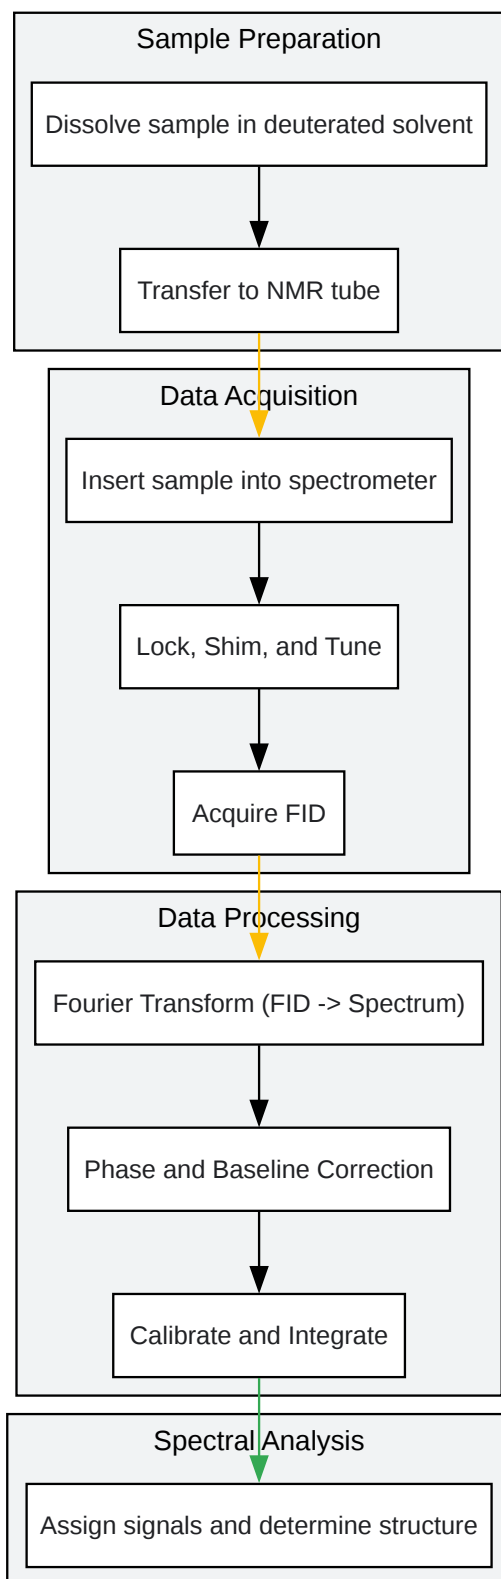 Sample Preparation
Dissolve sample in deuterated solvent
Transfer to NMR tube
Data Acquisition
Insert sample into spectrometer
Lock, Shim, and Tune
Acquire FID
Data Processing
Fourier Transform (FID -> Spectrum)
Phase and Baseline Correction
Calibrate and Integrate
Spectral Analysis
Assign signals and determine structure